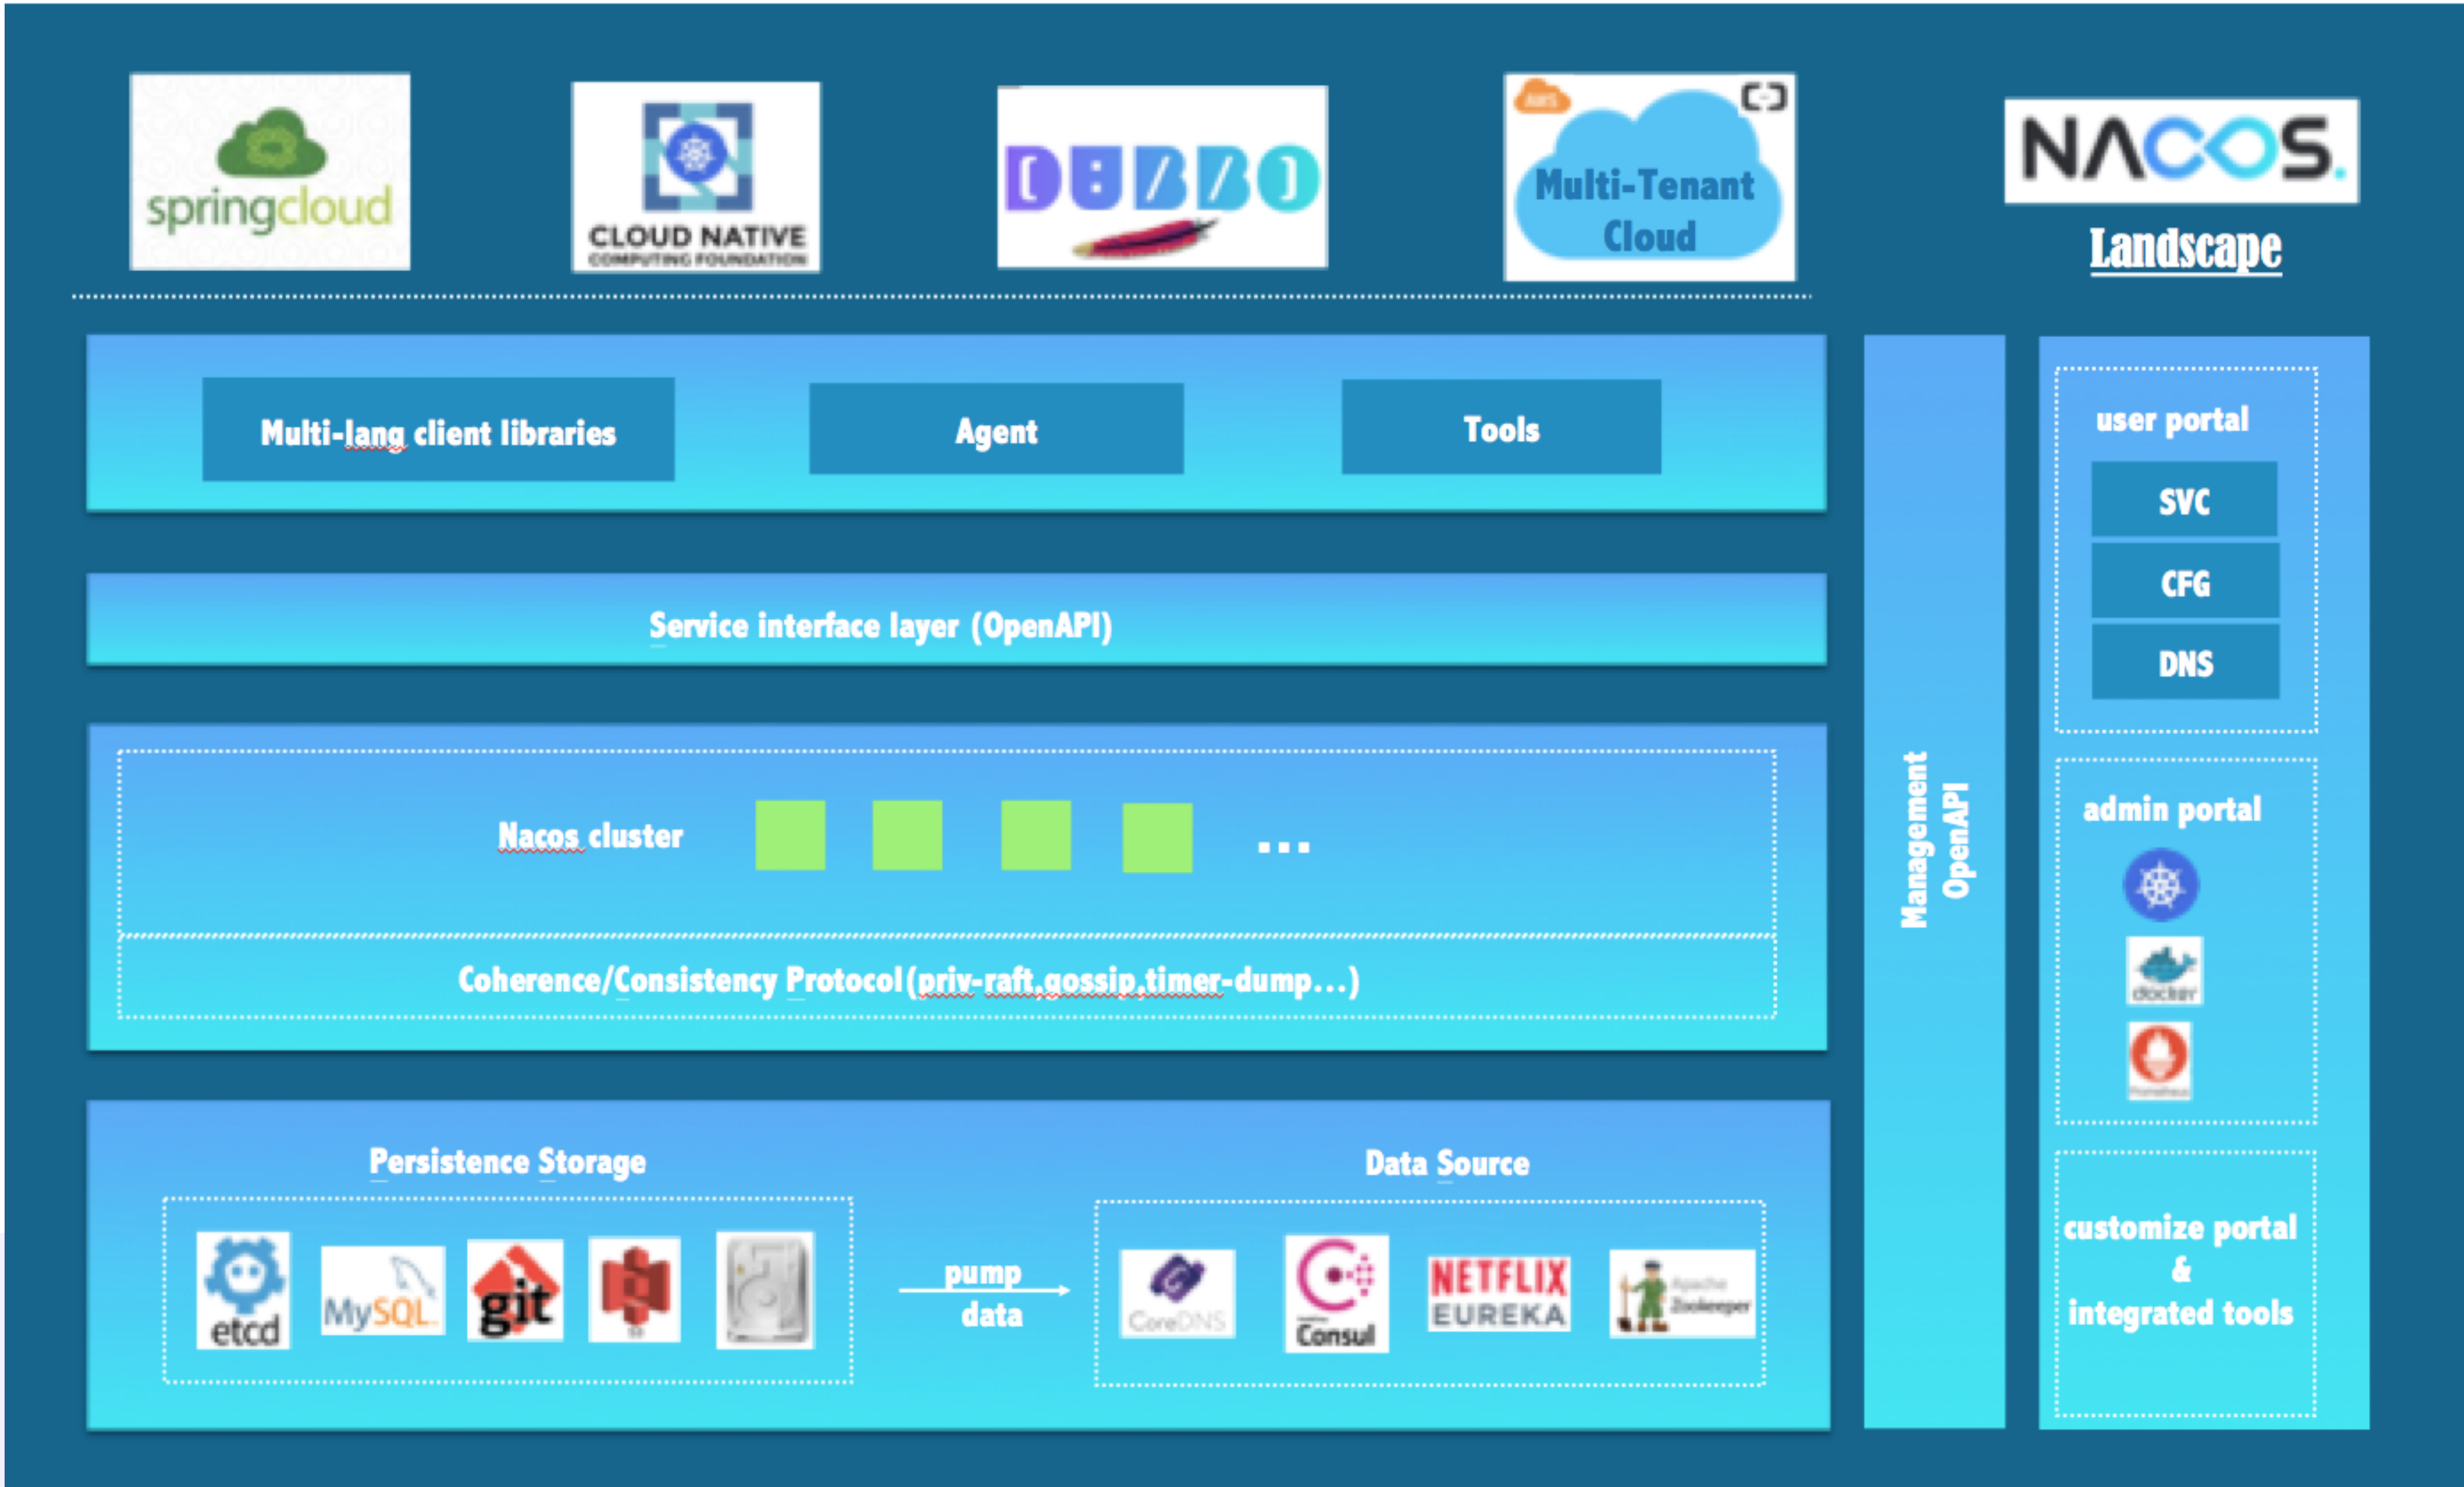 springcloud
CLOUD NATIVE
COMPUTING FOUNDATION
DUBBO
AWS
Multi-Tenant
Cloud
NACOS.
Landscape
Multi-lang client libraries
Agent
Tools
Service interface layer (OpenAPI)
Nacos cluster
...
Coherence/Consistency Protocol(priv-raft,gossip,timer-dump...)
Persistence Storage
etcd
MySQL
git
S3
pump
data
Data Source
CoreDNS
Consul
NETFLIX
EUREKA
Apache
Zookeeper
Management
OpenAPI
user portal
SVC
CFG
DNS
admin portal
docker
Prometheus
customize portal
&
integrated tools